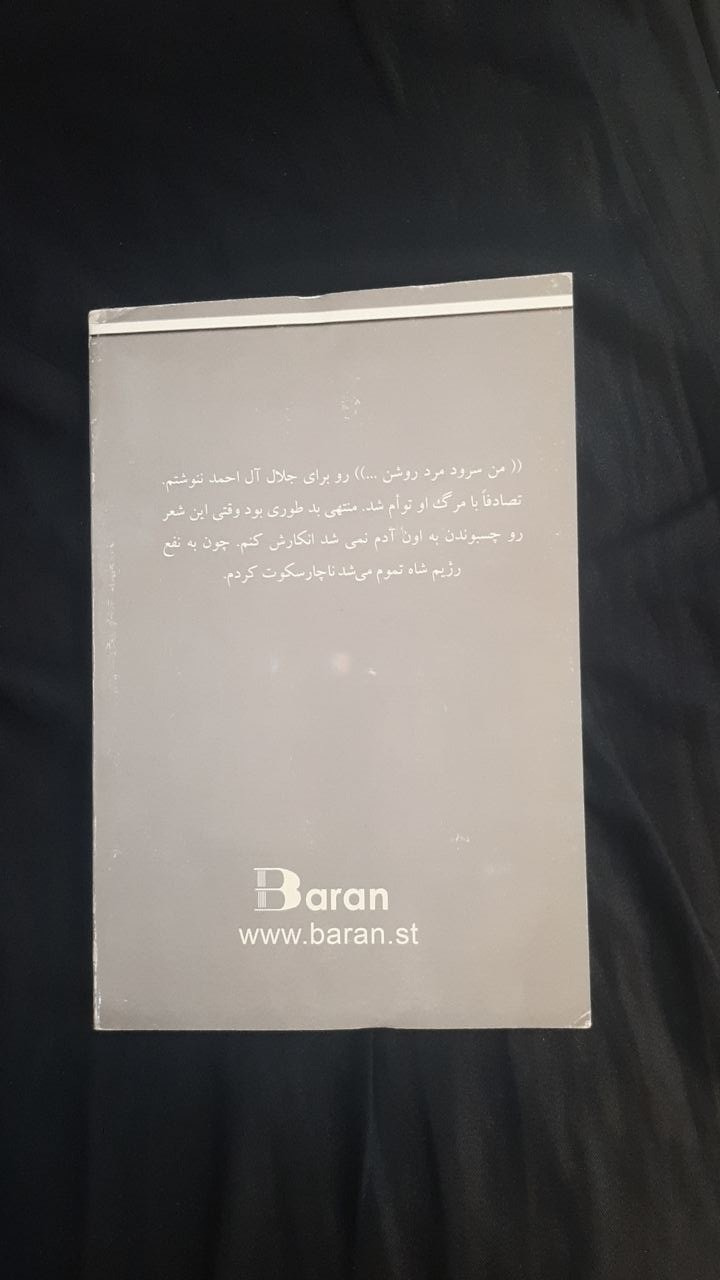 (( من سرود مرد روشن ...)) رو برای جلال آل احمد ننوشتم.
تصادفاً با مرگ او توأم شد. منتهی بد طوری بود وقتی این شعر
رو چسبوندن به اون آدم نمی شد انکارش کنم. چون به نفع
رژیم شاه تموم می‌شد ناچار سکوت کردم.
Baran
www.baran.st